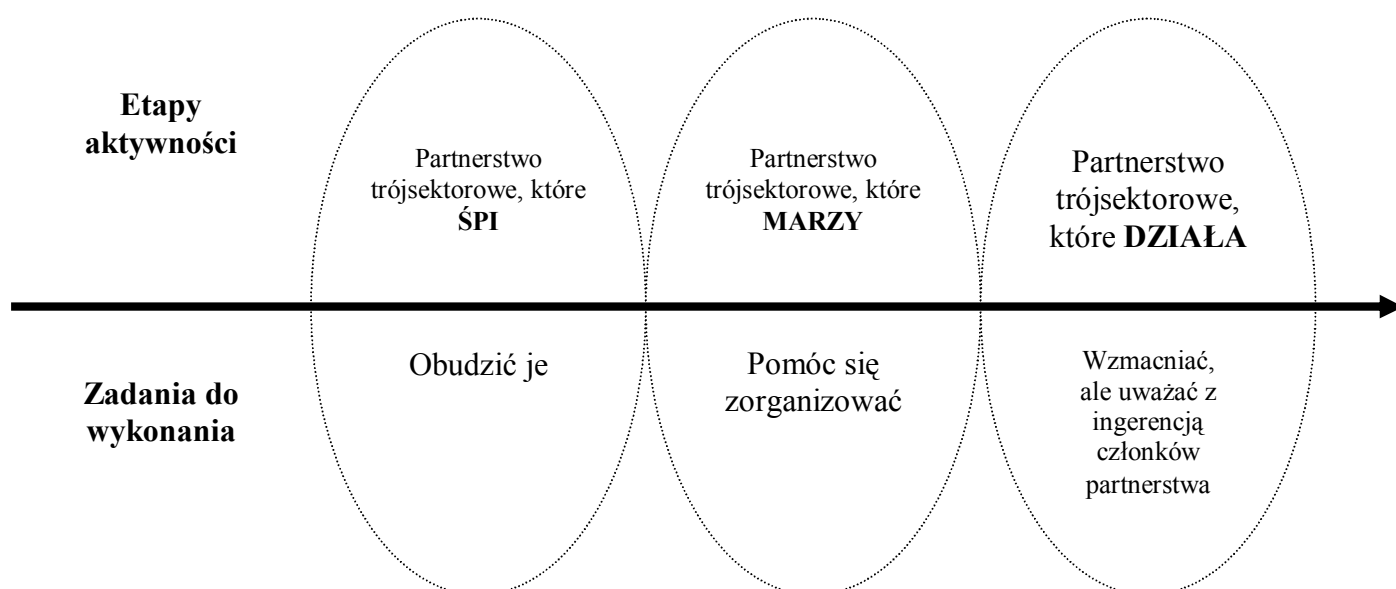 Etapy
aktywności
Partnerstwo
trójsektorowe, które
ŚPI
Partnerstwo
trójsektorowe, które
MARZY
Partnerstwo
trójsektorowe,
które DZIAŁA
Zadania do
wykonania
Obudzić je
Pomóc się
zorganizować
Wzmacniać,
ale uważać z
ingerencją
członków
partnerstwa